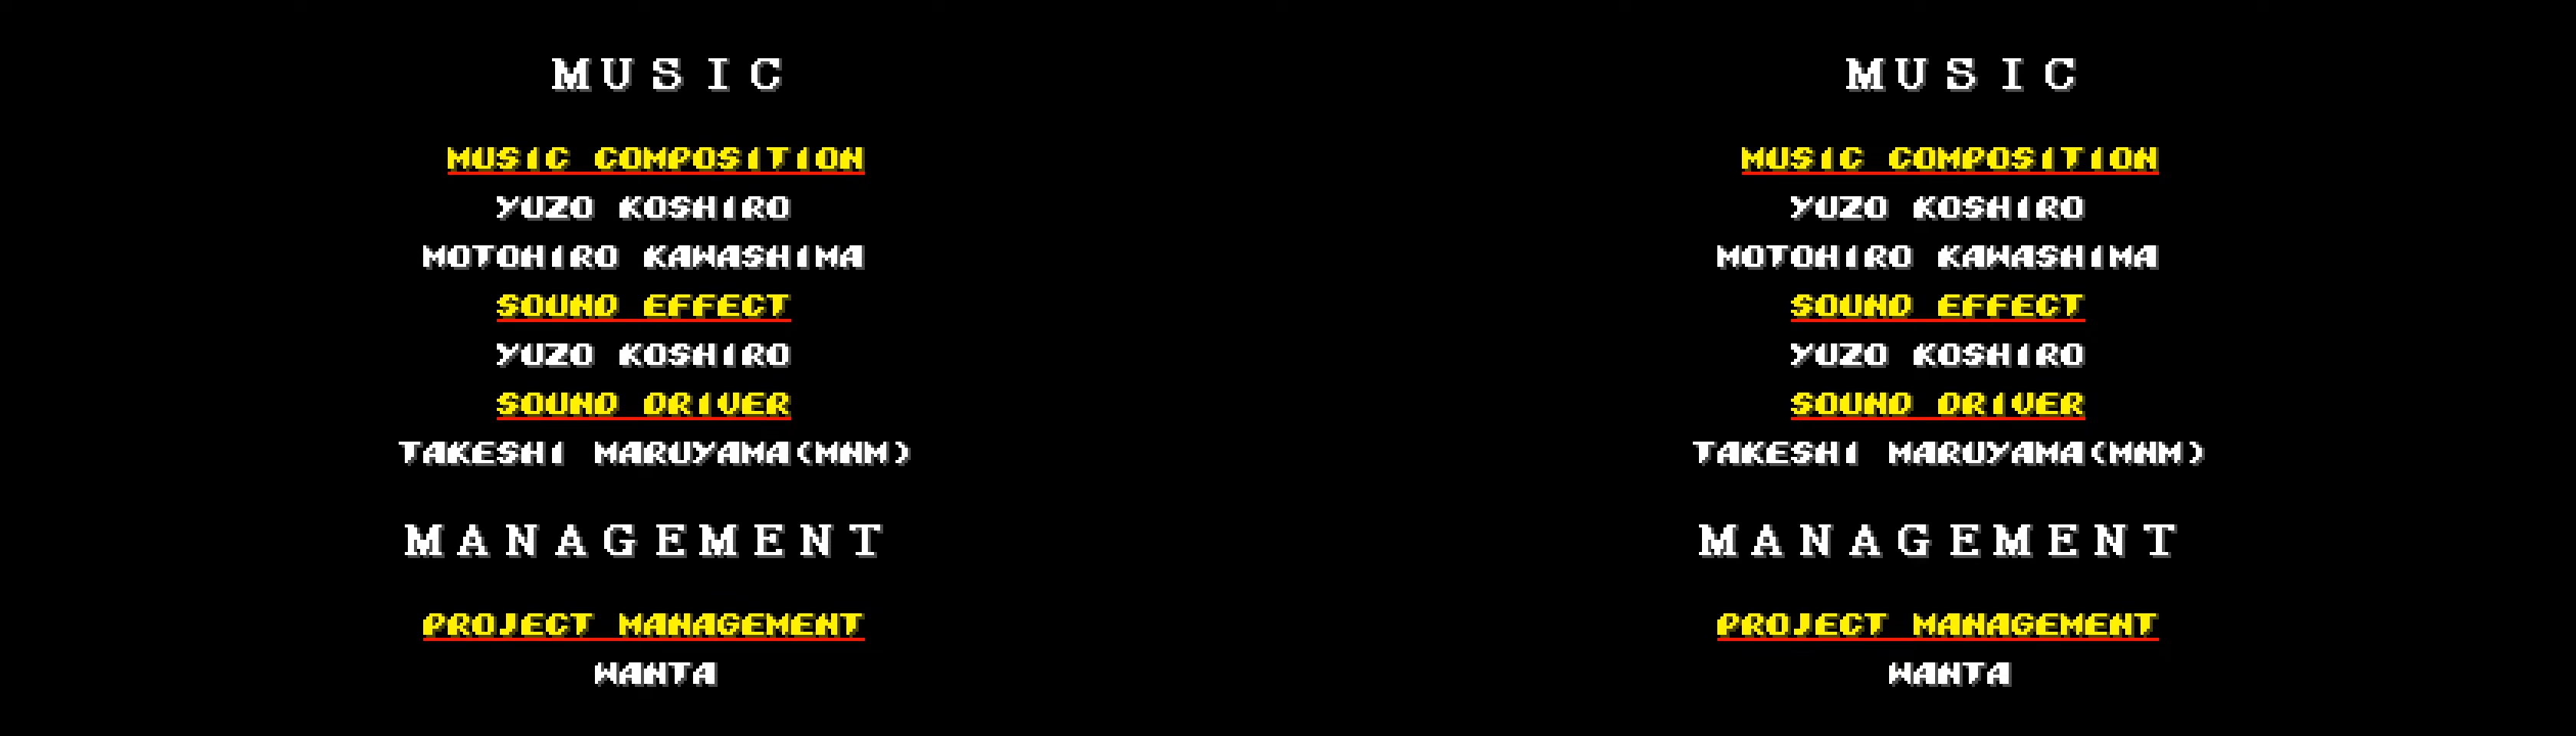 MUSIC
MUSIC COMPOSITION
YUZO KOSHIRO
MOTOHIRO KAWASHIMA
SOUND EFFECT
YUZO KOSHIRO
SOUND DRIVER
TAKESHI MARUYAMA(MNM)
MANAGEMENT
PROJECT MANAGEMENT
WANTA
MUSIC
MUSIC COMPOSITION
YUZO KOSHIRO
MOTOHIRO KAWASHIMA
SOUND EFFECT
YUZO KOSHIRO
SOUND DRIVER
TAKESHI MARUYAMA(MNM)
MANAGEMENT
PROJECT MANAGEMENT
WANTA